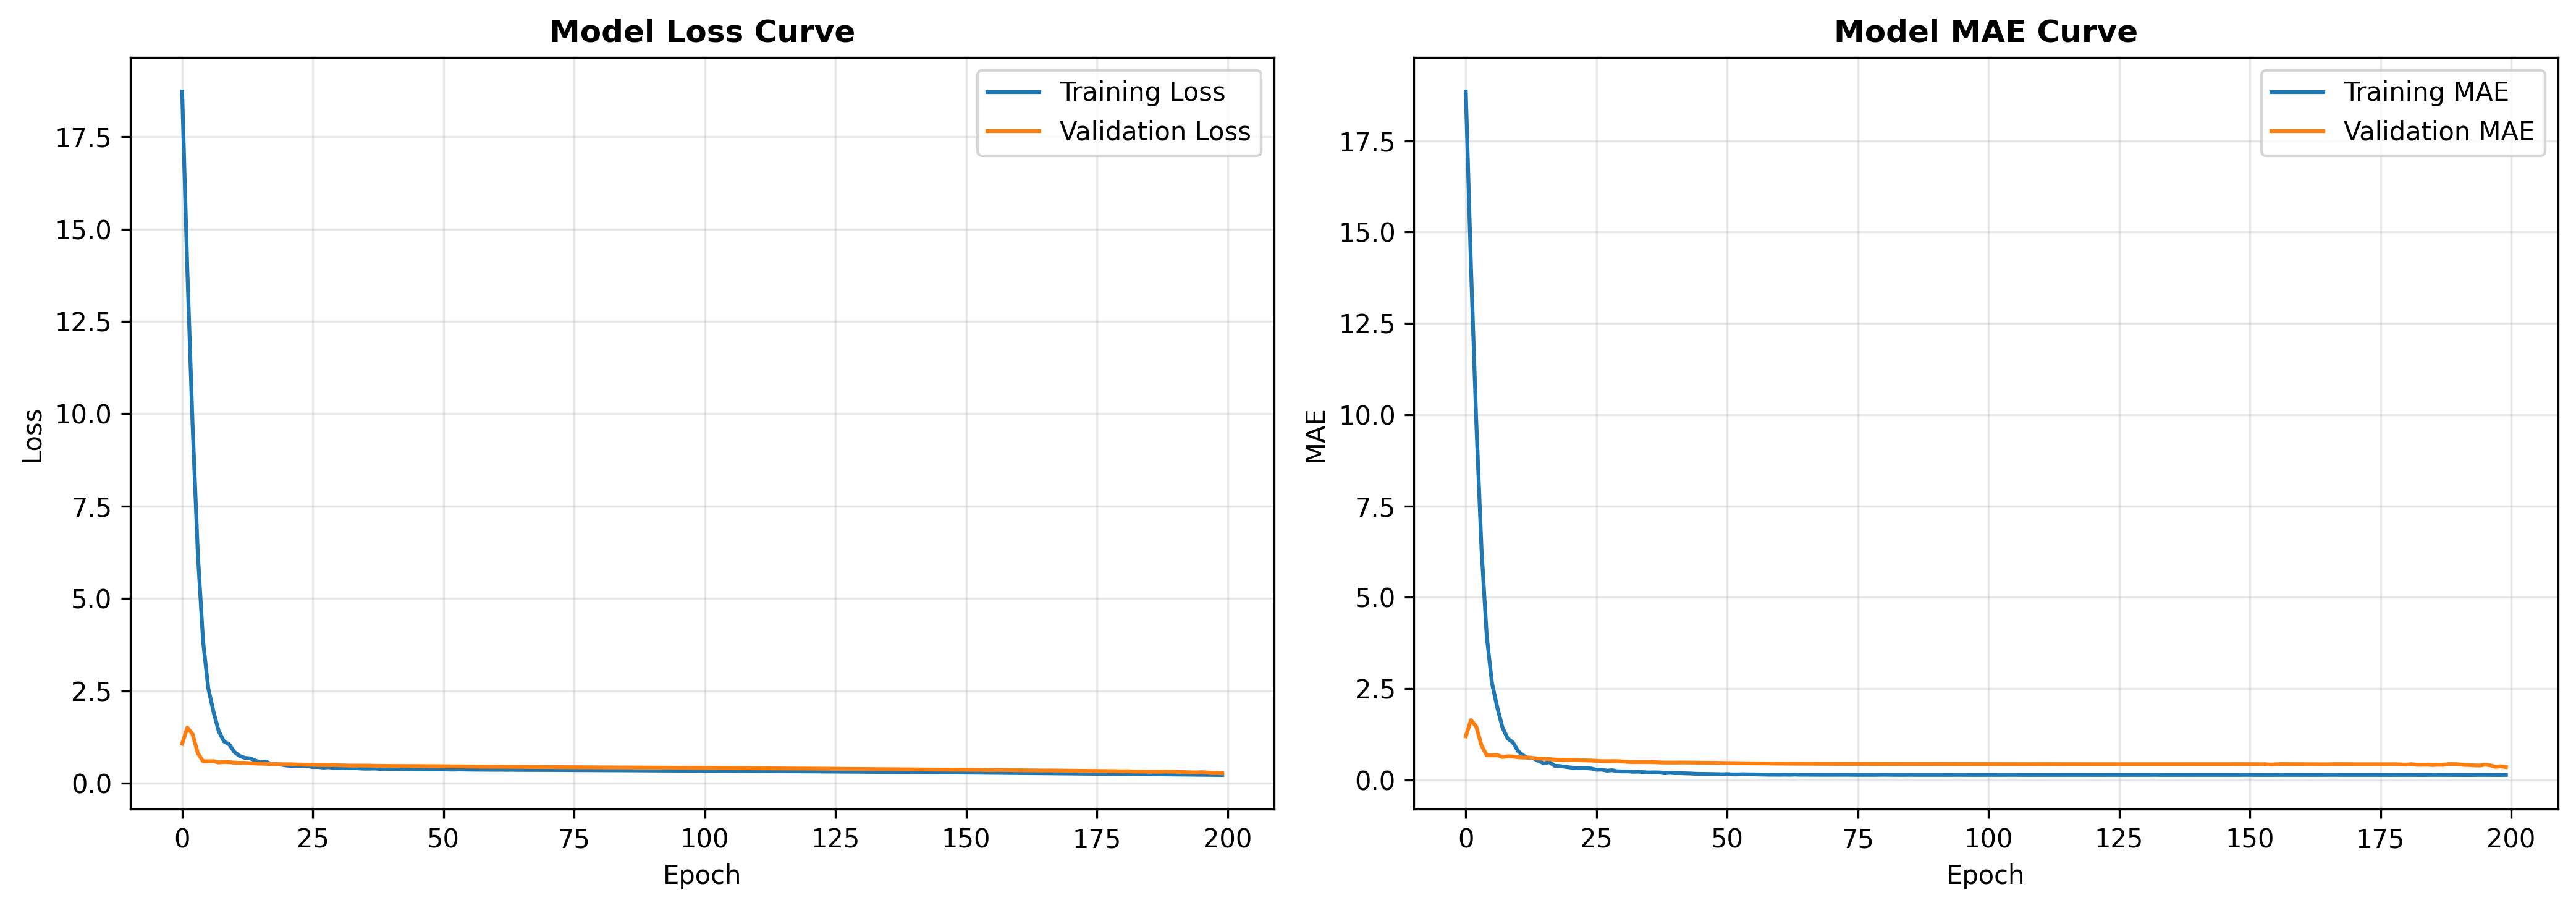 Model Loss Curve
Training Loss
Validation Loss
17.5
15.0
12.5
10.0
7.5
5.0
2.5
0.0
Loss
0 25 50 75 100 125 150 175 200
Epoch
Model MAE Curve
Training MAE
Validation MAE
17.5
15.0
12.5
10.0
7.5
5.0
2.5
0.0
MAE
0 25 50 75 100 125 150 175 200
Epoch